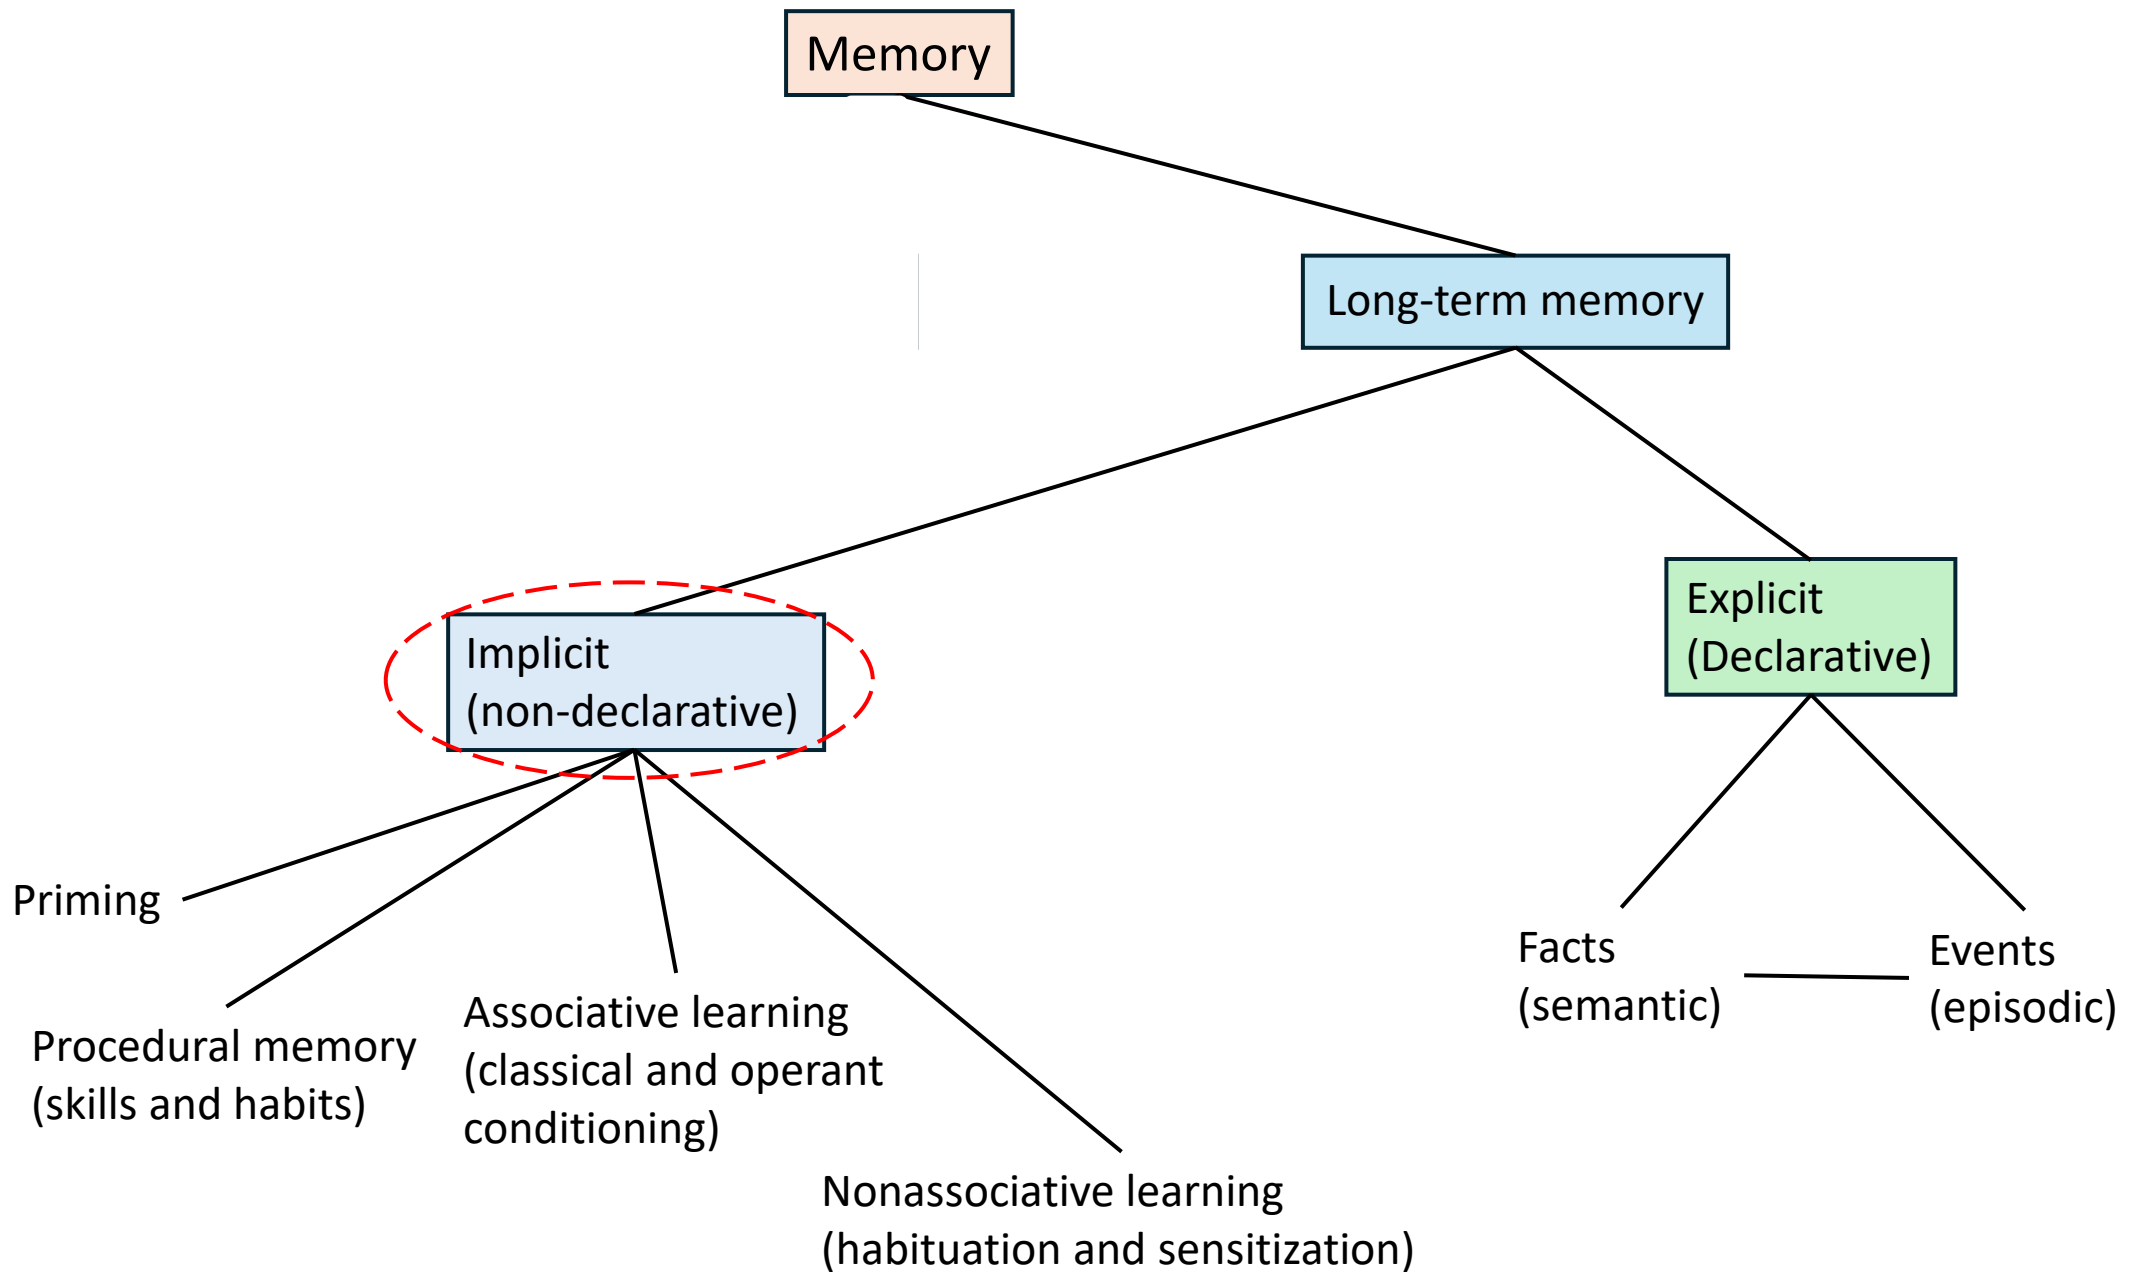 Memory
Long-term memory
Implicit
(non-declarative)
Explicit
(Declarative)
Priming
Procedural memory
(skills and habits)
Associative learning
(classical and operant
conditioning)
Nonassociative learning
(habituation and sensitization)
Facts
(semantic)
Events
(episodic)